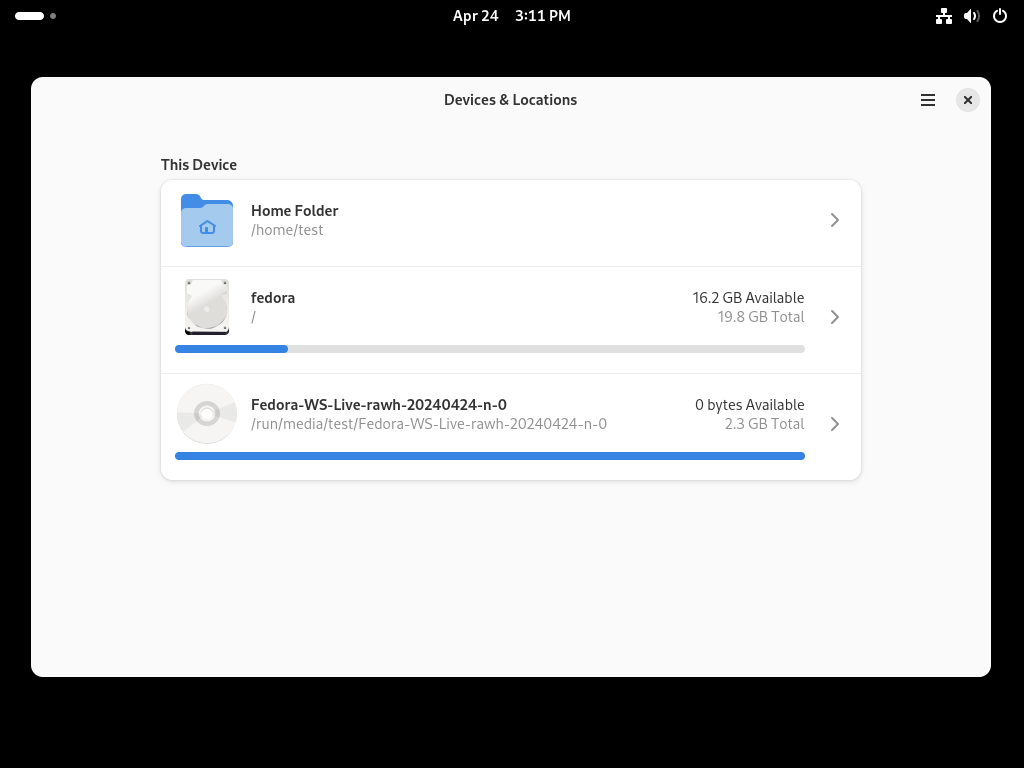 Apr 24 3:11 PM
Devices & Locations
This Device
Home Folder
/home/test
fedora
16.2 GB Available
/
19.8 GB Total
Fedora-WS-Live-rawh-20240424-n-0
0 bytes Available
/run/media/test/Fedora-WS-Live-rawh-20240424-n-0
2.3 GB Total